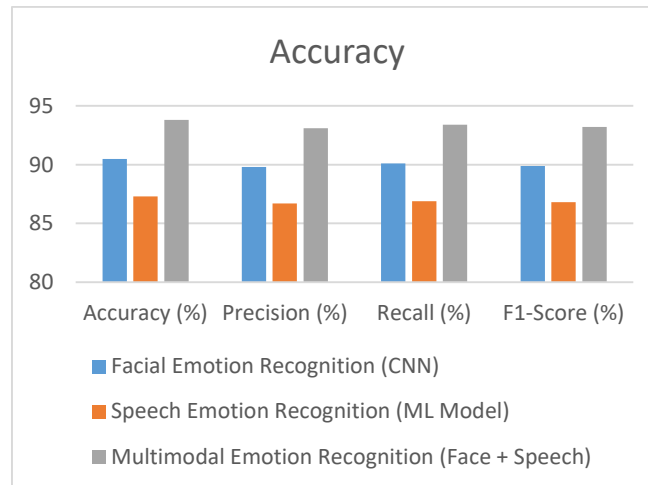 Accuracy
95
90
85
80
Accuracy (%) Precision (%) Recall (%) F1-Score (%)
Facial Emotion Recognition (CNN)
Speech Emotion Recognition (ML Model)
Multimodal Emotion Recognition (Face + Speech)